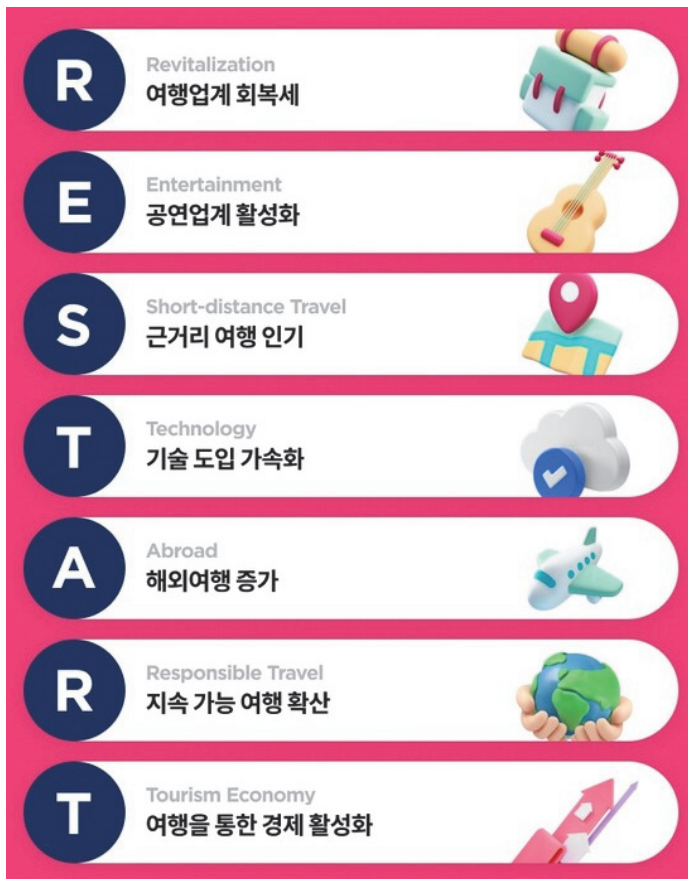 R
Revitalization
여행업계 회복세
E
Entertainment
공연업계 활성화
S
Short-distance Travel
근거리 여행 인기
T
Technology
기술 도입 가속화
A
Abroad
해외여행 증가
R
Responsible Travel
지속 가능 여행 확산
T
Tourism Economy
여행을 통한 경제 활성화